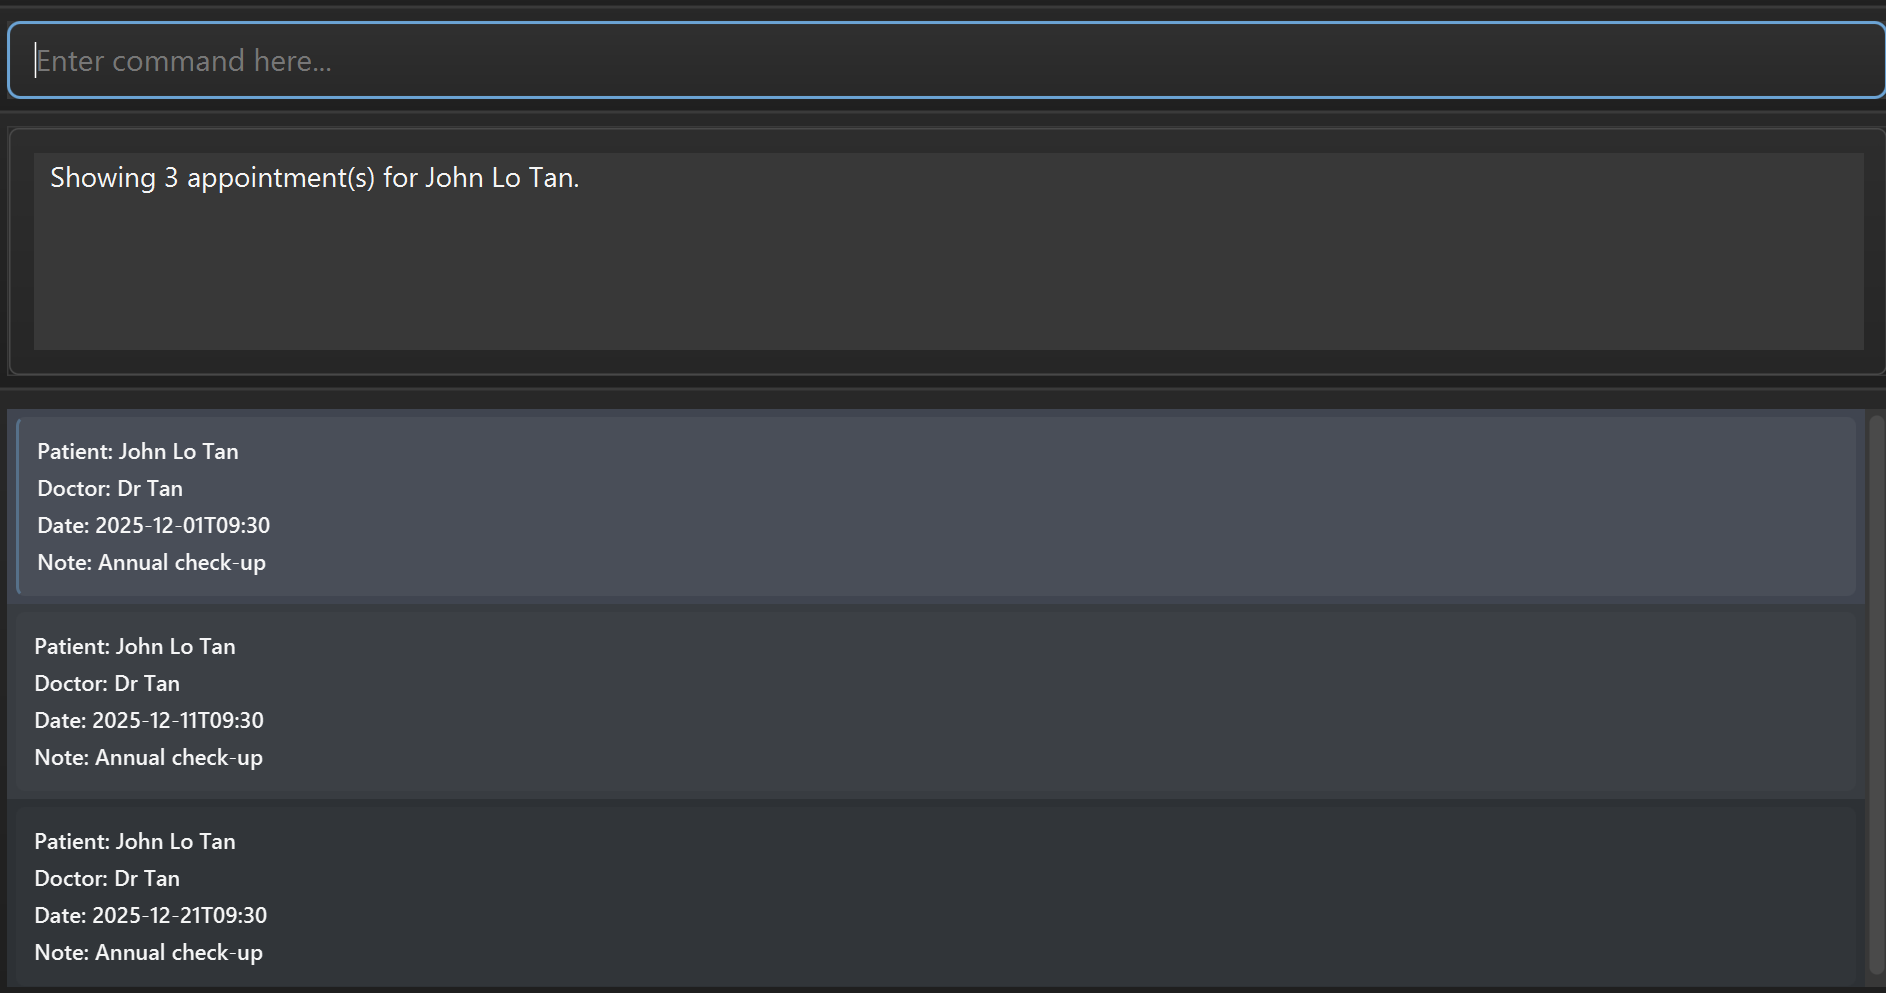 Enter command here...
Showing 3 appointment(s) for John Lo Tan.
Patient: John Lo Tan
Doctor: Dr Tan
Date: 2025-12-01T09:30
Note: Annual check-up
Patient: John Lo Tan
Doctor: Dr Tan
Date: 2025-12-11T09:30
Note: Annual check-up
Patient: John Lo Tan
Doctor: Dr Tan
Date: 2025-12-21T09:30
Note: Annual check-up